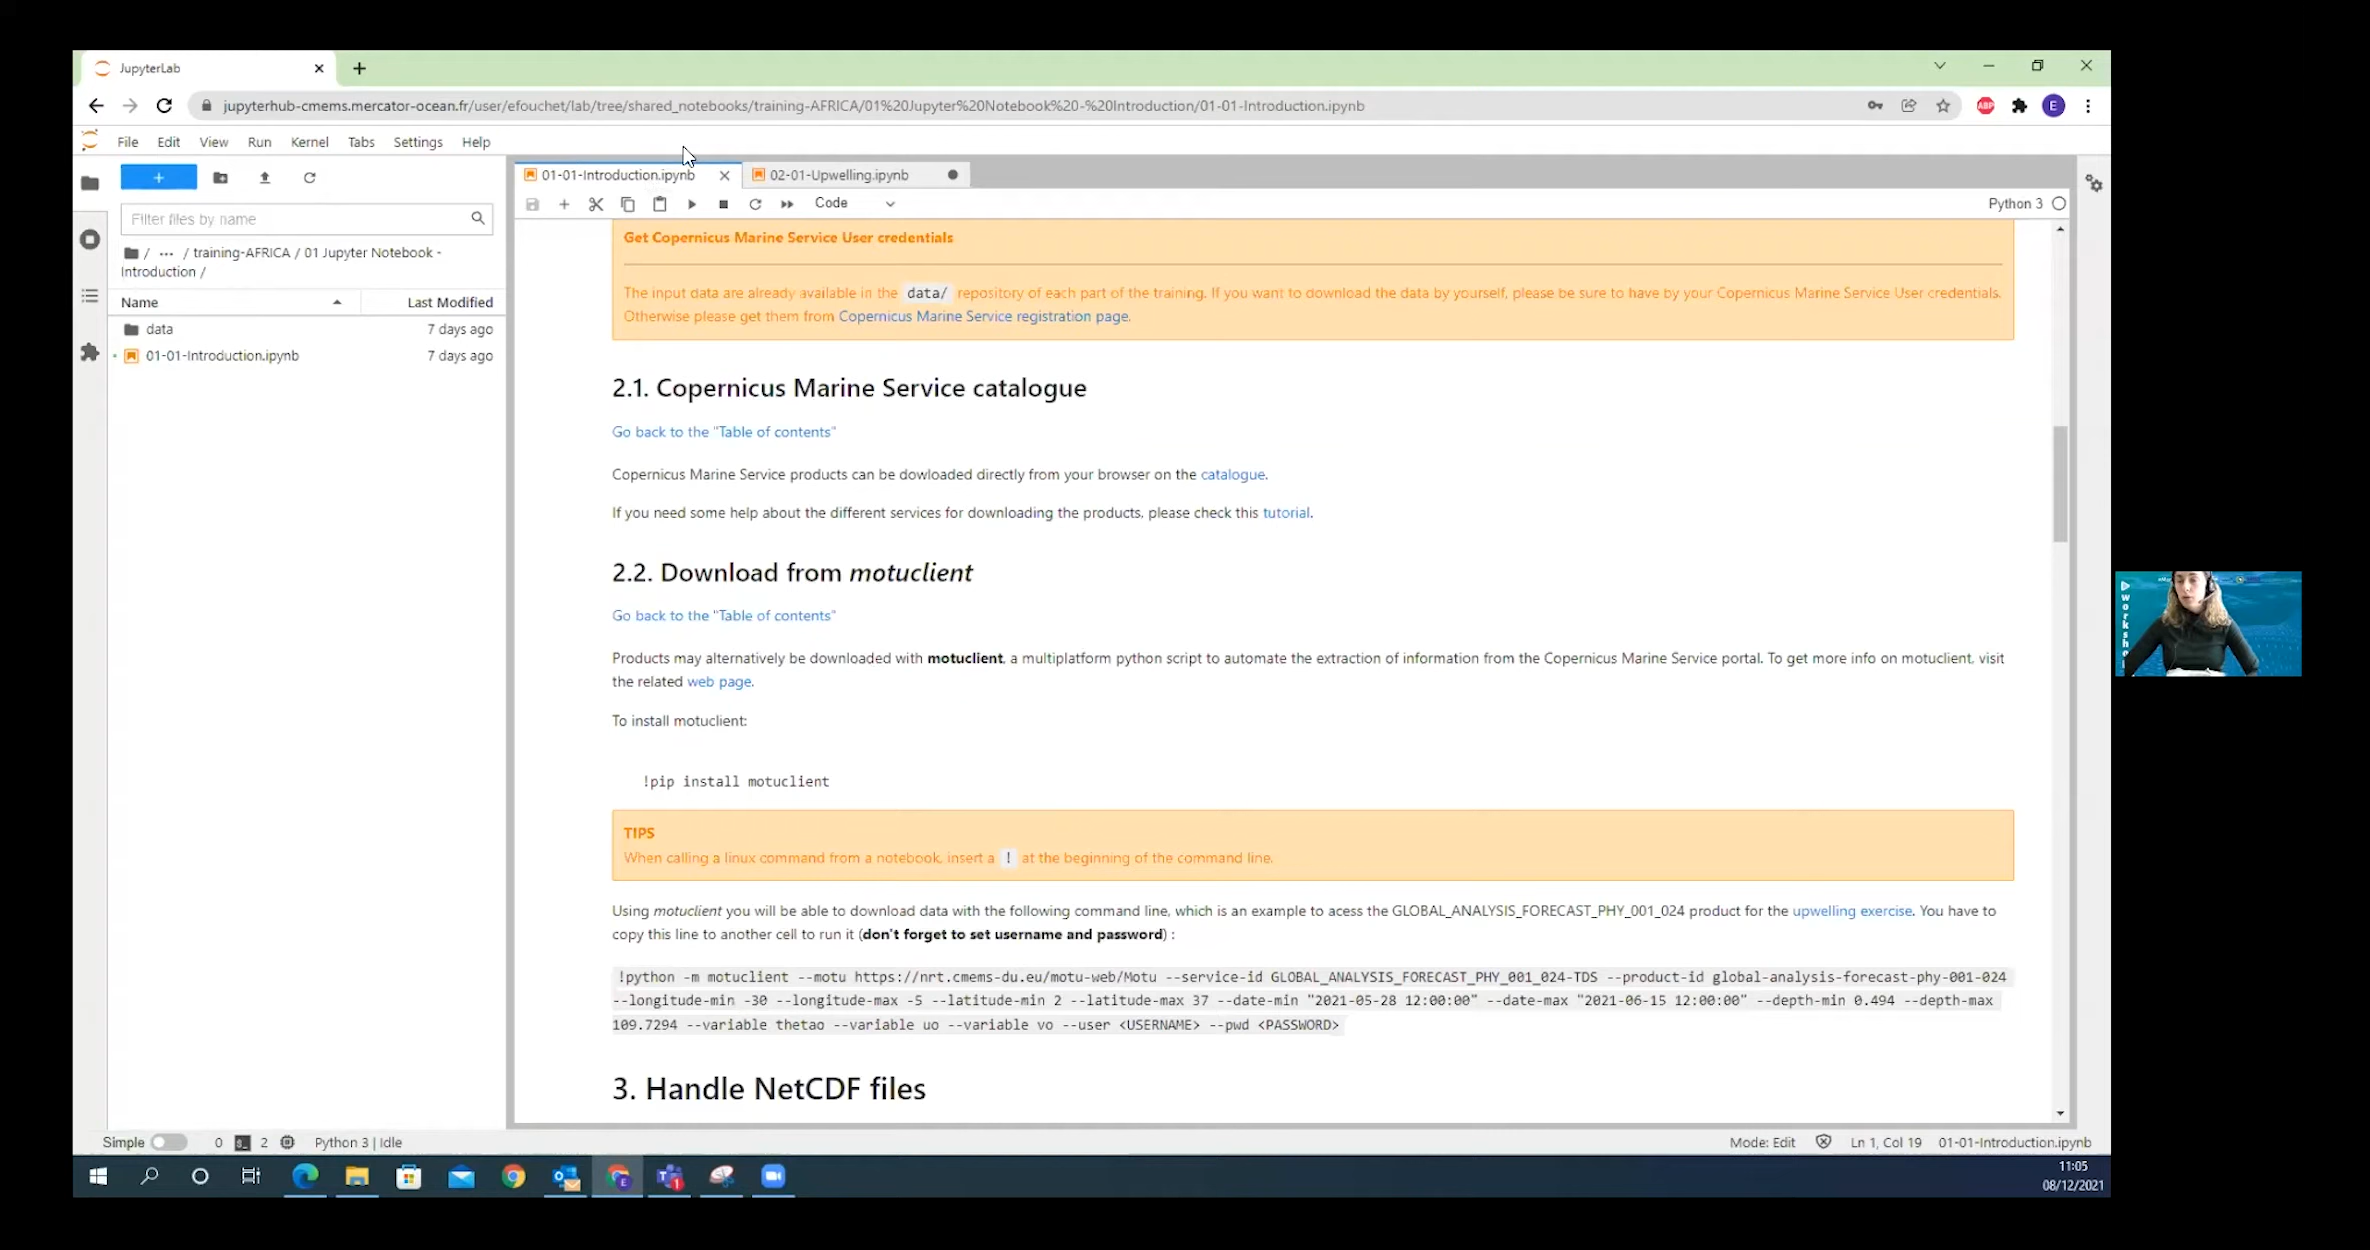 JupyterLab
jupyterhub-cmems.mercator-ocean.fr/user/efouchet/lab/tree/shared_notebooks/training-AFRICA/01%20Jupyter%20Notebook%20-%20Introduction/01-01-Introduction.ipynb
ABP
E
File Edit View Run Kernel Tabs Settings Help
01-01-Introduction.ipynb
02-01-Upwelling.ipynb
Filter files by name
/ ··· / training-AFRICA / 01 Jupyter Notebook -
Introduction /
Name Last Modified
data 7 days ago
01-01-Introduction.ipynb 7 days ago
Code
Python 3
Get Copernicus Marine Service User credentials
The input data are already available in the data/ repository of each part of the training. If you want to download the data by yourself, please be sure to have by your Copernicus Marine Service User credentials.
Otherwise please get them from Copernicus Marine Service registration page.
2.1. Copernicus Marine Service catalogue
Go back to the "Table of contents"
Copernicus Marine Service products can be dowloaded directly from your browser on the catalogue.
If you need some help about the different services for downloading the products, please check this tutorial.
2.2. Download from motuclient
Go back to the "Table of contents"
Products may alternatively be downloaded with motuclient, a multiplatform python script to automate the extraction of information from the Copernicus Marine Service portal. To get more info on motuclient, visit
the related web page.
To install motuclient:
!pip install motuclient
TIPS
When calling a linux command from a notebook, insert a ! at the beginning of the command line.
Using motuclient you will be able to download data with the following command line, which is an example to acess the GLOBAL_ANALYSIS_FORECAST_PHY_001_024 product for the upwelling exercise. You have to
copy this line to another cell to run it (don't forget to set username and password) :
!python -m motuclient --motu https://nrt.cmems-du.eu/motu-web/Motu --service-id GLOBAL_ANALYSIS_FORECAST_PHY_001_024-TDS --product-id global-analysis-forecast-phy-001-024
--longitude-min -30 --longitude-max -5 --latitude-min 2 --latitude-max 37 --date-min "2021-05-28 12:00:00" --date-max "2021-06-15 12:00:00" --depth-min 0.494 --depth-max
109.7294 --variable thetao --variable uo --variable vo --user <USERNAME> --pwd <PASSWORD>
3. Handle NetCDF files
Simple 0 2 Python 3 | Idle
Mode: Edit Ln 1, Col 19 01-01-Introduction.ipynb
11:05
08/12/2021